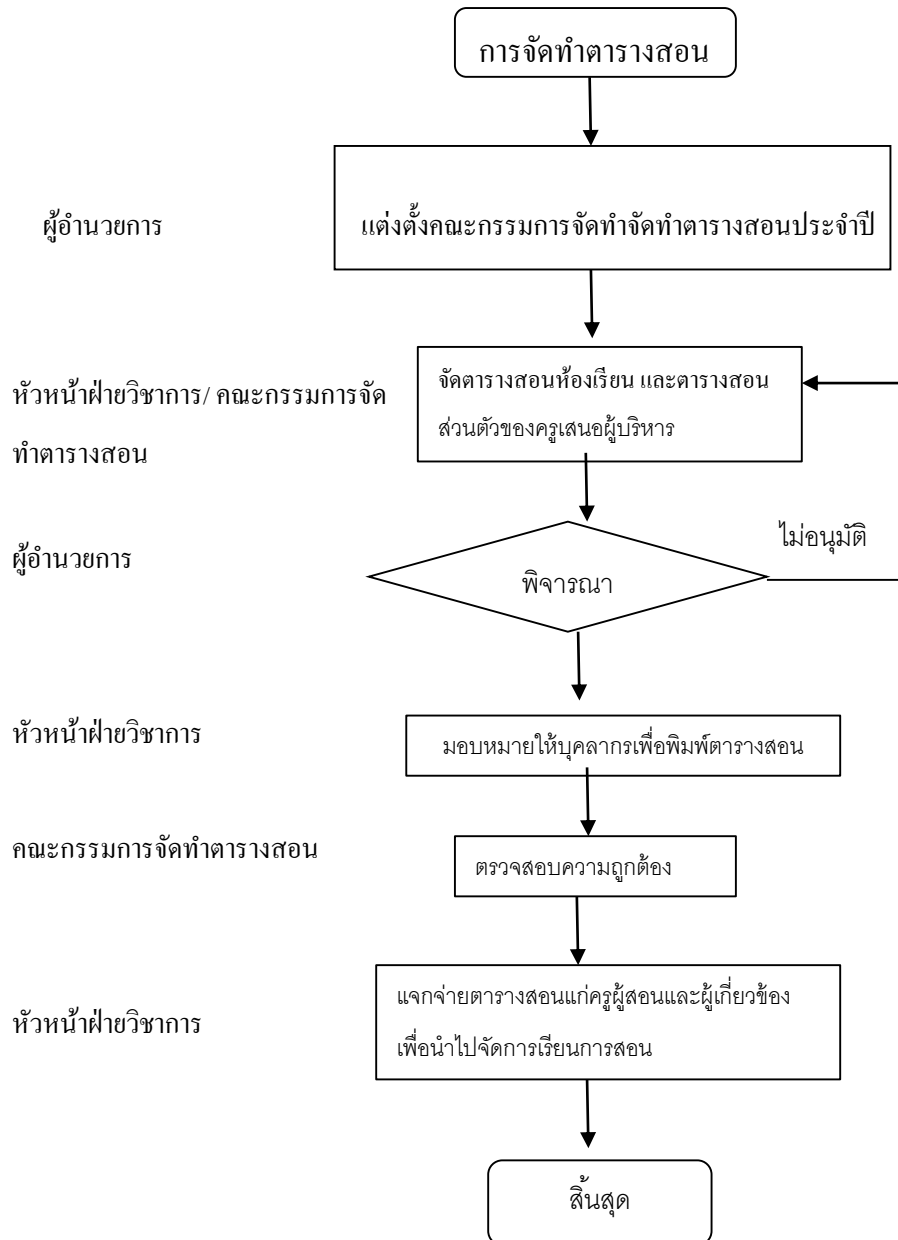 การจัดทำตารางสอน
ผู้อำนวยการ
แต่งตั้งคณะกรรมการจัดทำจัดทำตารางสอนประจำปี
หัวหน้าฝ่ายวิชาการ/ คณะกรรมการจัด
ทำตารางสอน
จัดตารางสอนห้องเรียน และตารางสอน
ส่วนตัวของครูเสนอผู้บริหาร
ผู้อำนวยการ
พิจารณา
ไม่อนุมัติ
หัวหน้าฝ่ายวิชาการ
มอบหมายให้บุคลากรเพื่อพิมพ์ตารางสอน
คณะกรรมการจัดทำตารางสอน
ตรวจสอบความถูกต้อง
หัวหน้าฝ่ายวิชาการ
แจกจ่ายตารางสอนแก่ครูผู้สอนและผู้เกี่ยวข้อง
เพื่อนำไปจัดการเรียนการสอน
สิ้นสุด